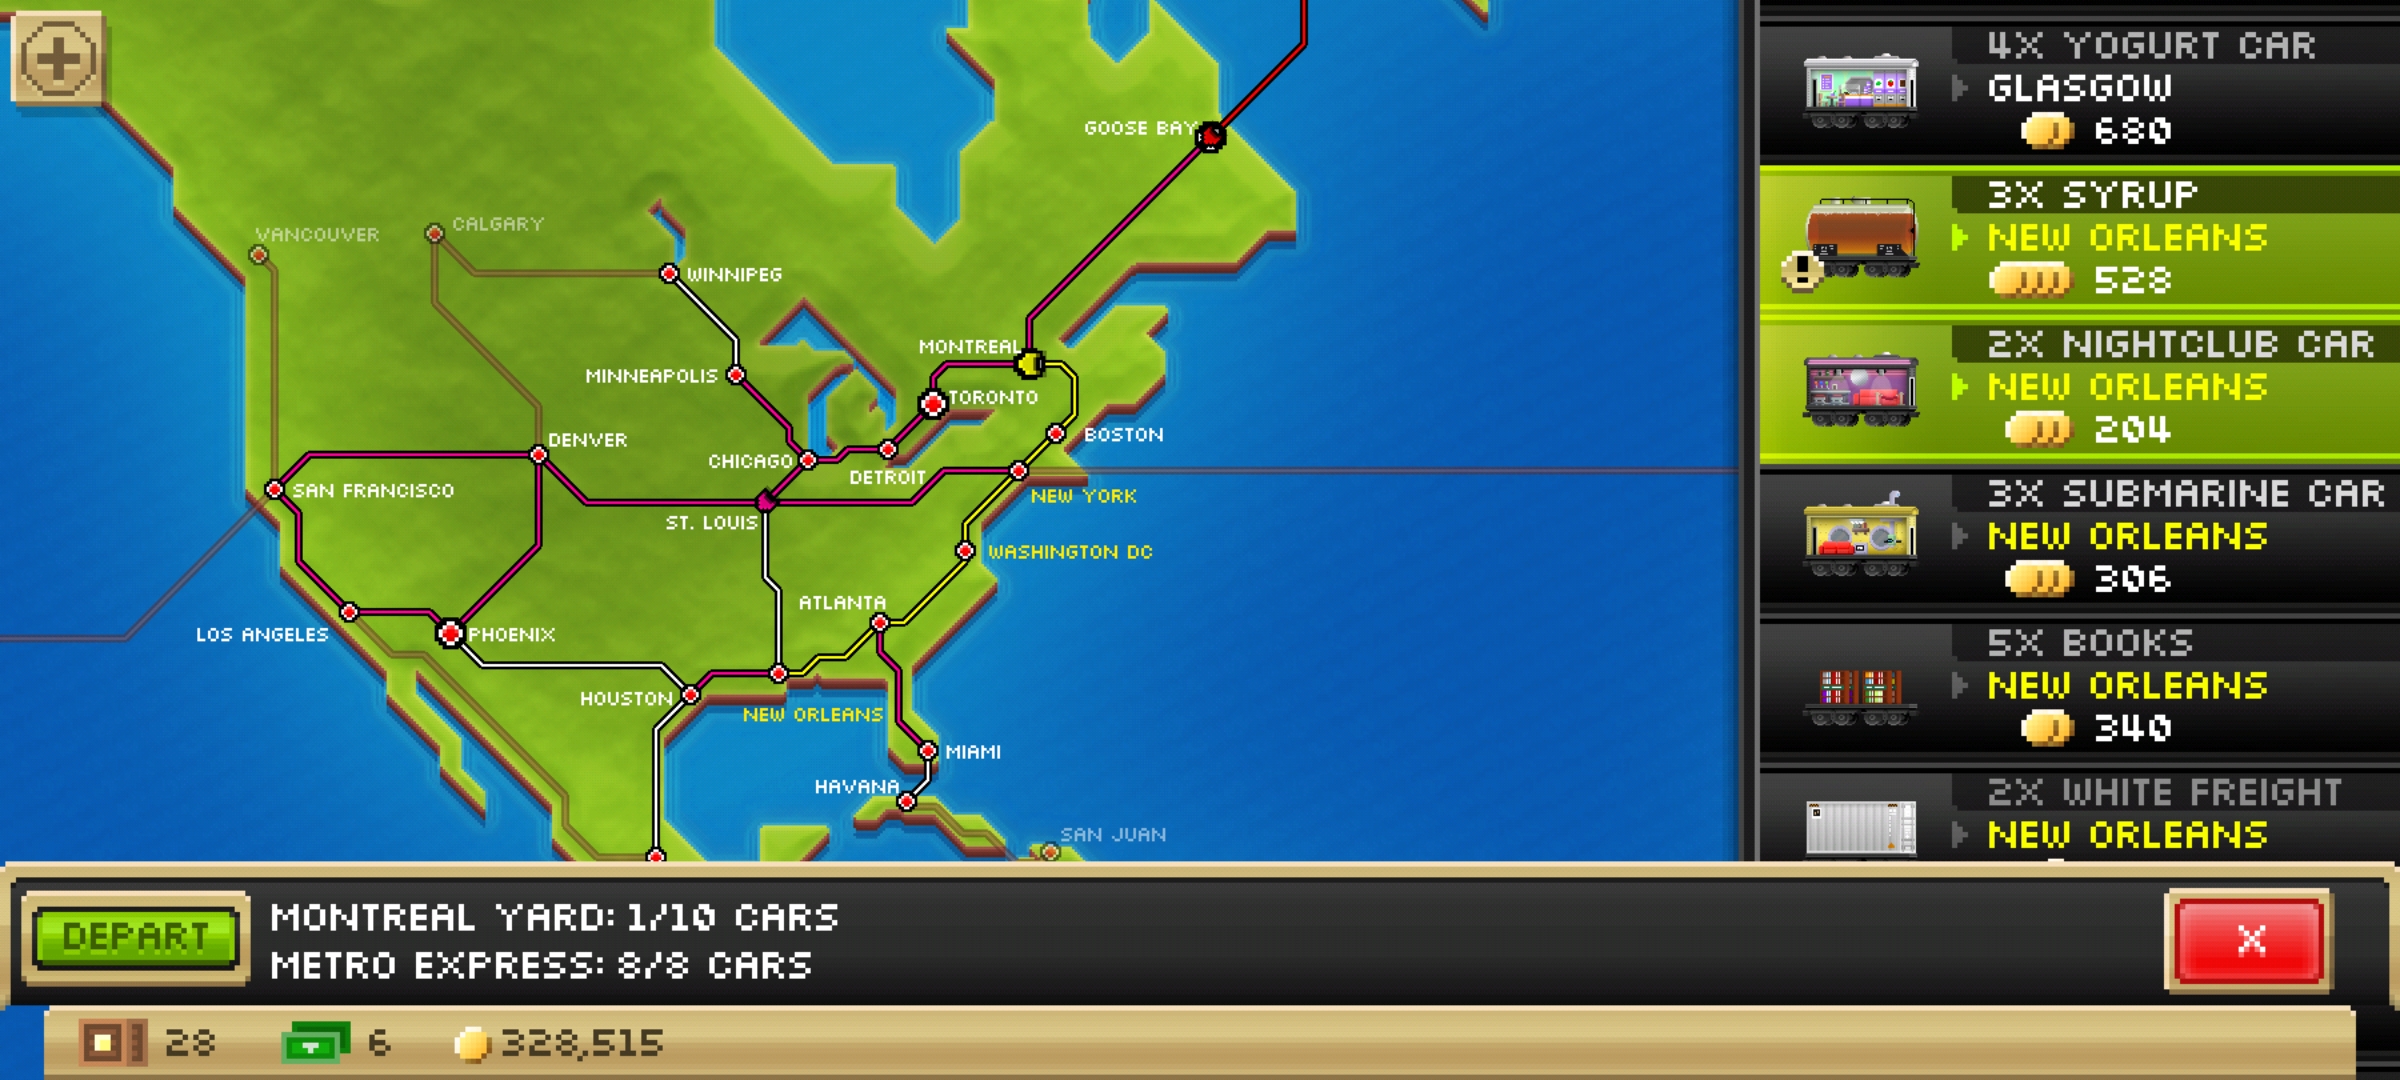 GOOSE BAY
VANCOUVER
CALGARY
WINNIPEG
MONTREAL
MINNEAPOLIS
TORONTO
DENVER
BOSTON
CHICAGO
DETROIT
SAN FRANCISCO
NEW YORK
ST. LOUIS
WASHINGTON DC
ATLANTA
LOS ANGELES
PHOENIX
HOUSTON
NEW ORLEANS
MIAMI
HAVANA
SAN JUAN
4X YOGURT CAR
GLASGOW
680
3X SYRUP
NEW ORLEANS
528
2X NIGHTCLUB CAR
NEW ORLEANS
204
3X SUBMARINE CAR
NEW ORLEANS
306
5X BOOKS
NEW ORLEANS
340
2X WHITE FREIGHT
NEW ORLEANS
DEPART
MONTREAL YARD: 1/10 CARS
METRO EXPRESS: 8/8 CARS
X
28
6
328,515